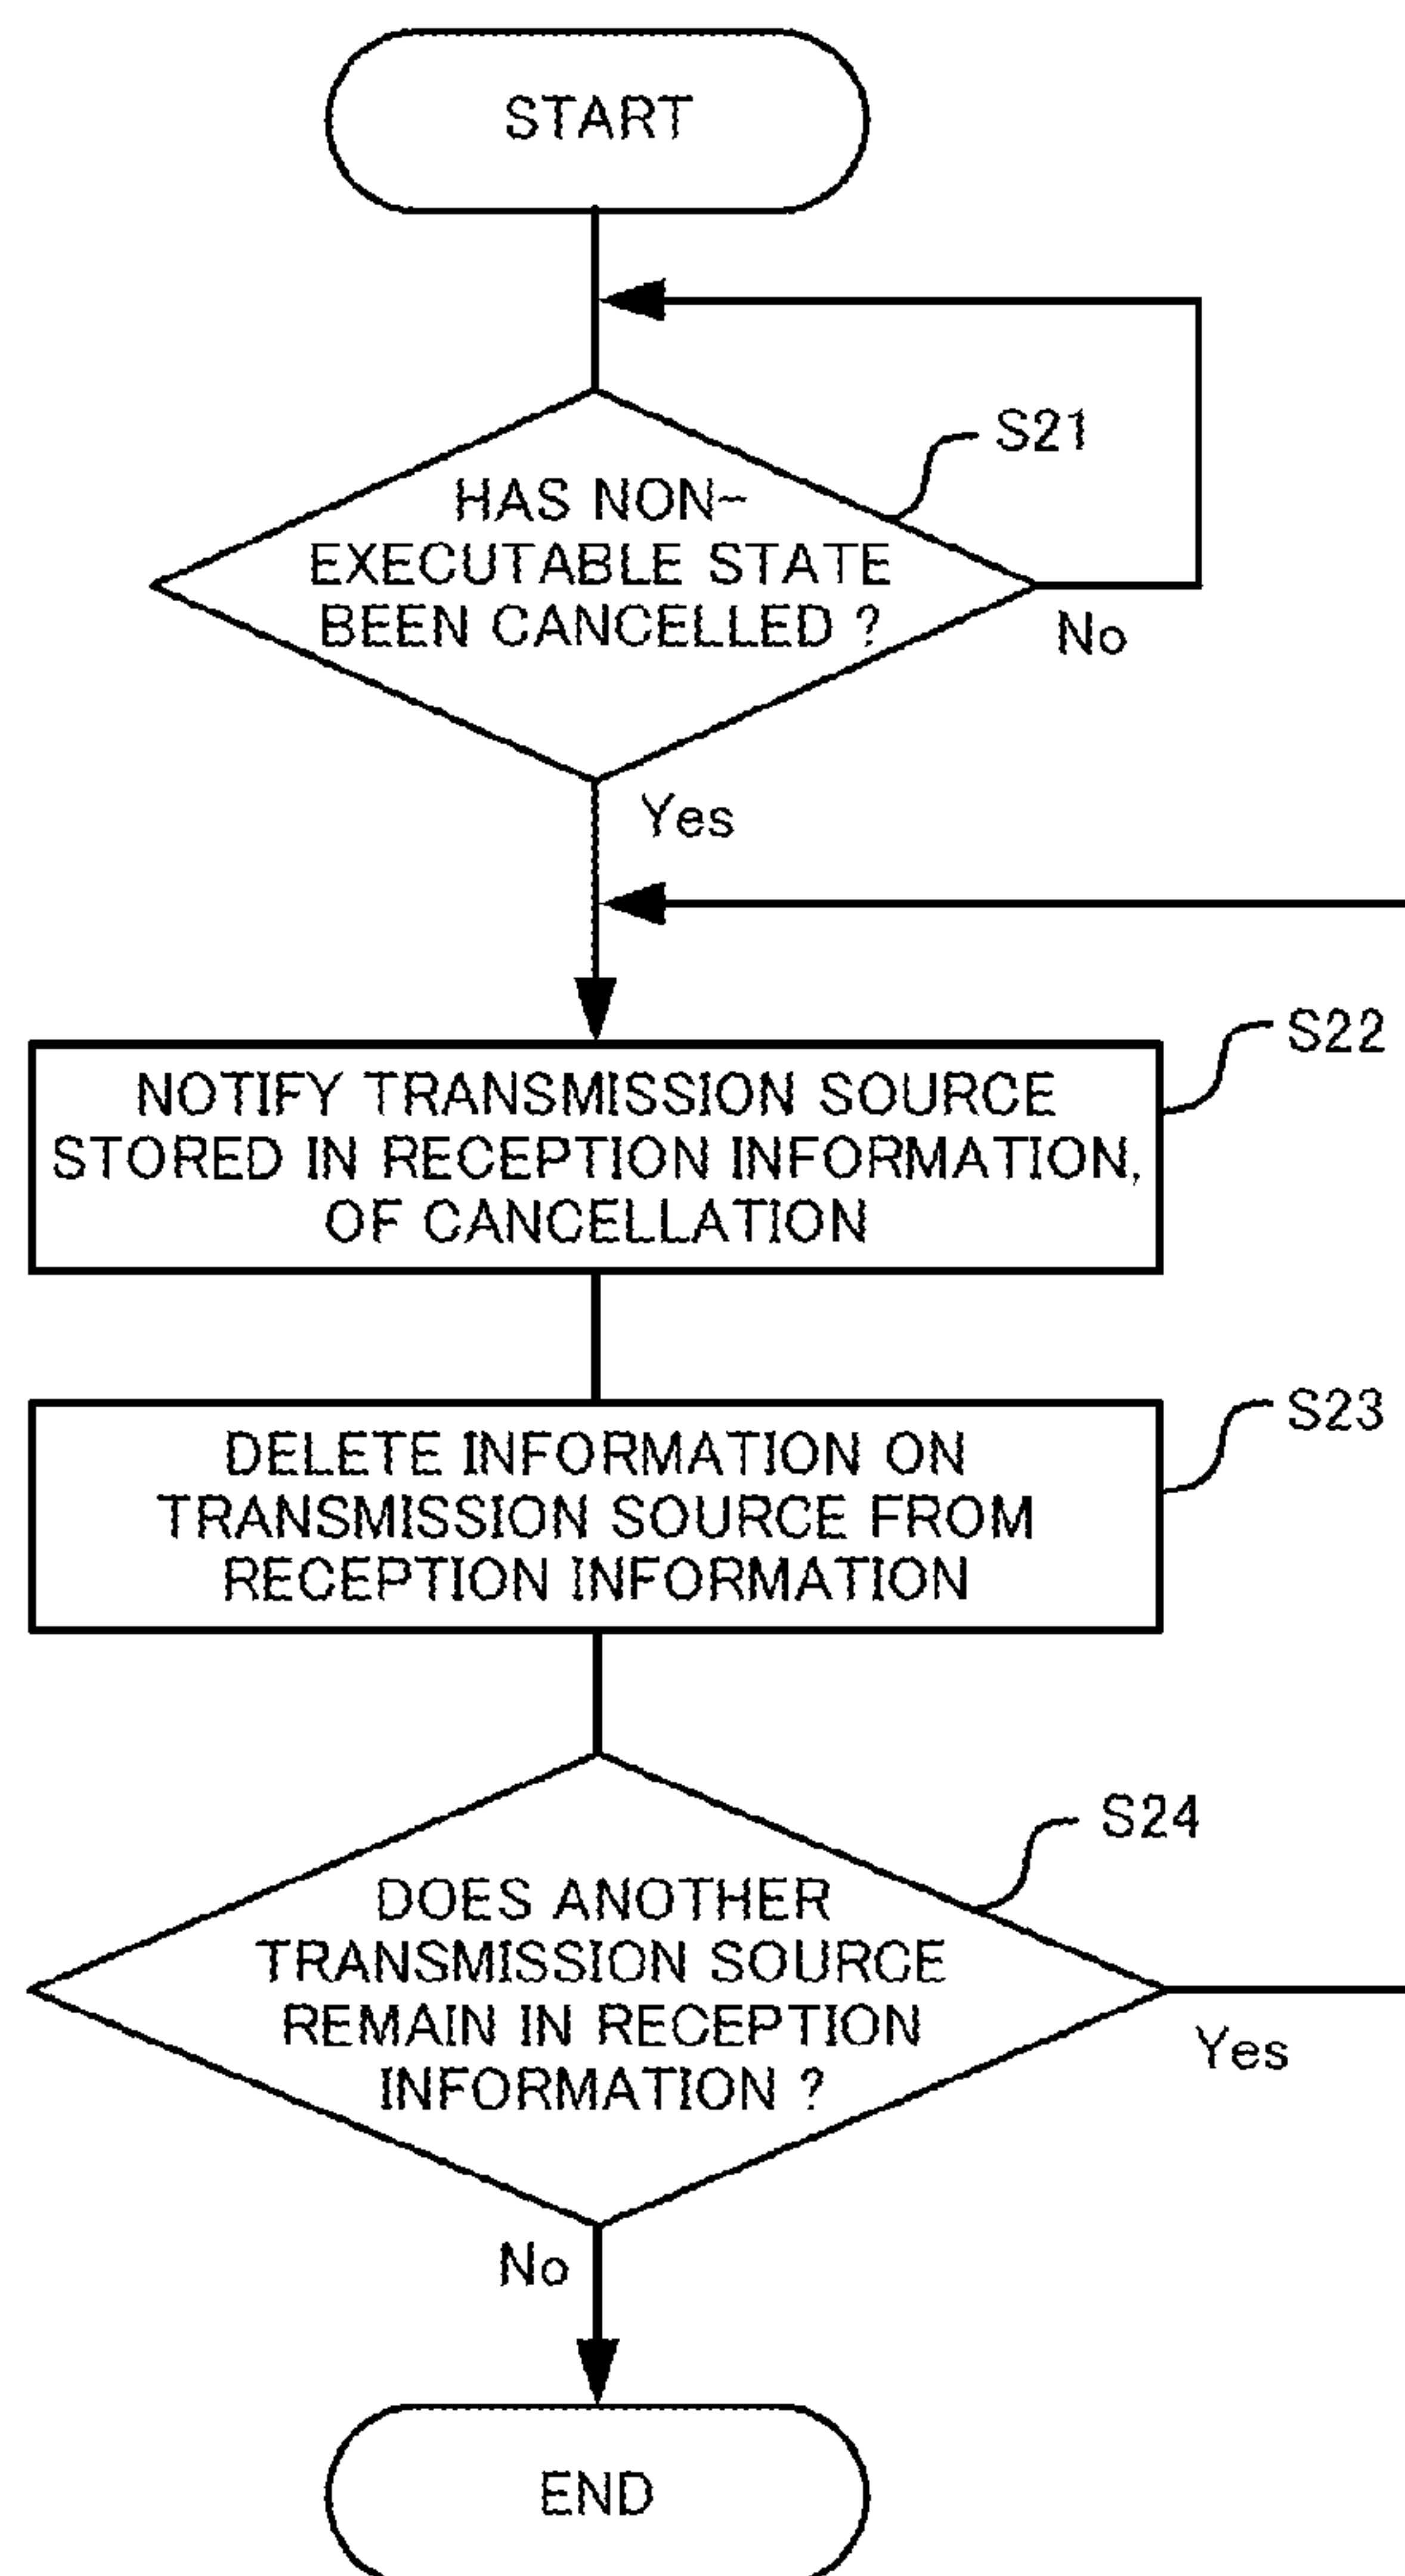 START
S21
HAS NON-
EXECUTABLE STATE
BEEN CANCELLED ?
No
Yes
S22
NOTIFY TRANSMISSION SOURCE
STORED IN RECEPTION INFORMATION,
OF CANCELLATION
S23
DELETE INFORMATION ON
TRANSMISSION SOURCE FROM
RECEPTION INFORMATION
S24
DOES ANOTHER
TRANSMISSION SOURCE
REMAIN IN RECEPTION
INFORMATION ?
Yes
No
END